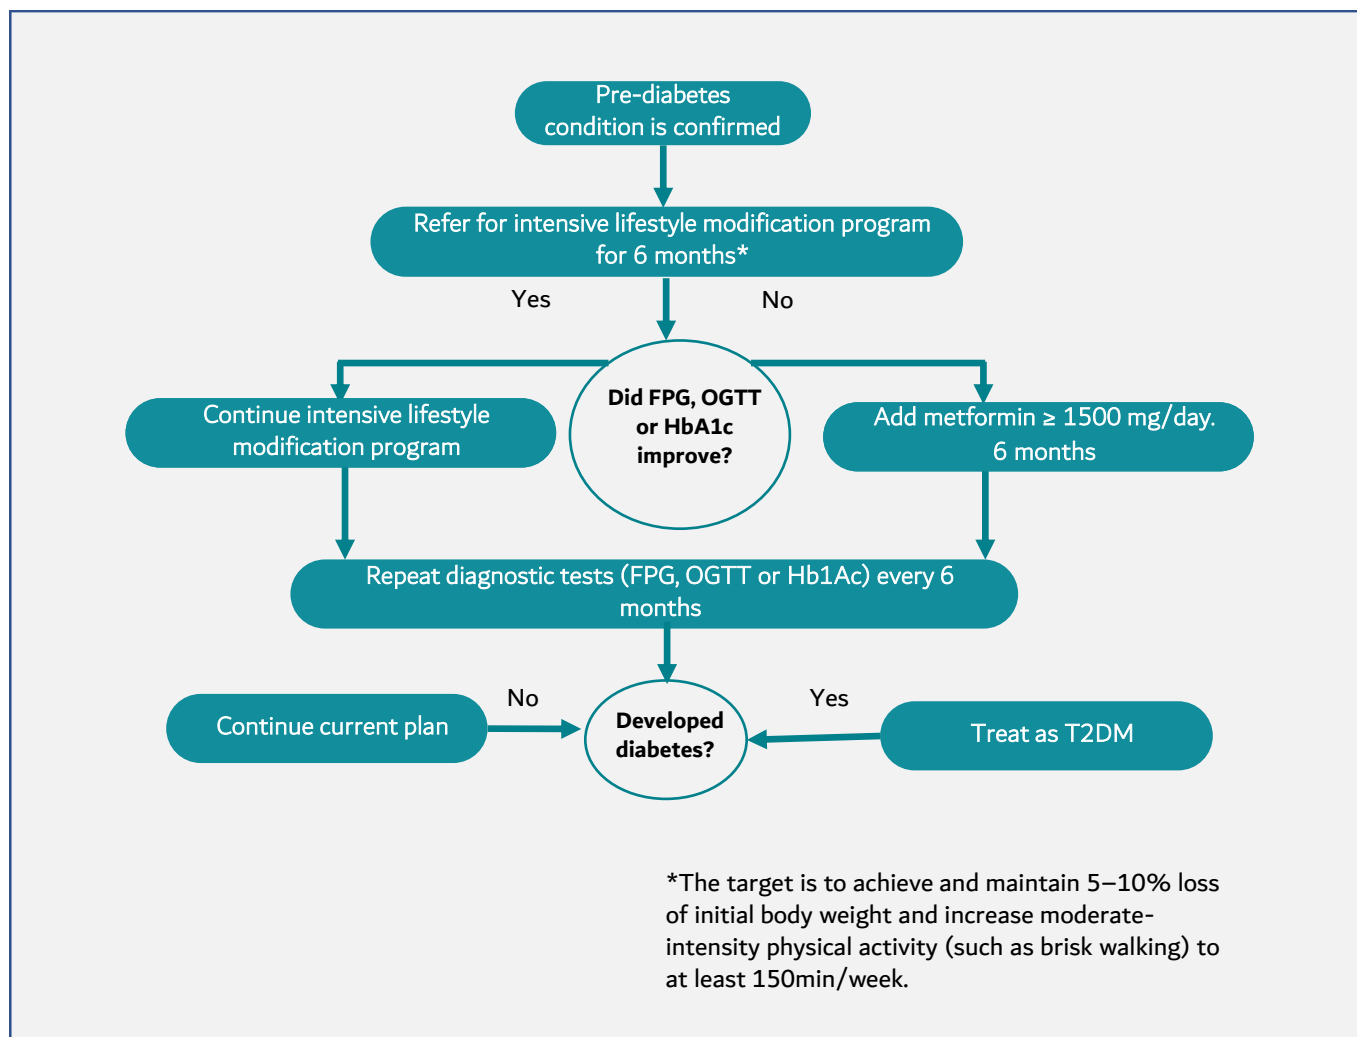 Pre-diabetes
condition is confirmed
Refer for intensive lifestyle modification program
for 6 months*
Yes
No
Did FPG, OGTT
or HbA1c
improve?
Continue intensive lifestyle
modification program
Add metformin ≥ 1500 mg/day.
6 months
Repeat diagnostic tests (FPG, OGTT or Hb1Ac) every 6
months
No
Yes
Continue current plan
Developed
diabetes?
Treat as T2DM
*The target is to achieve and maintain 5–10% loss
of initial body weight and increase moderate-
intensity physical activity (such as brisk walking) to
at least 150min/week.